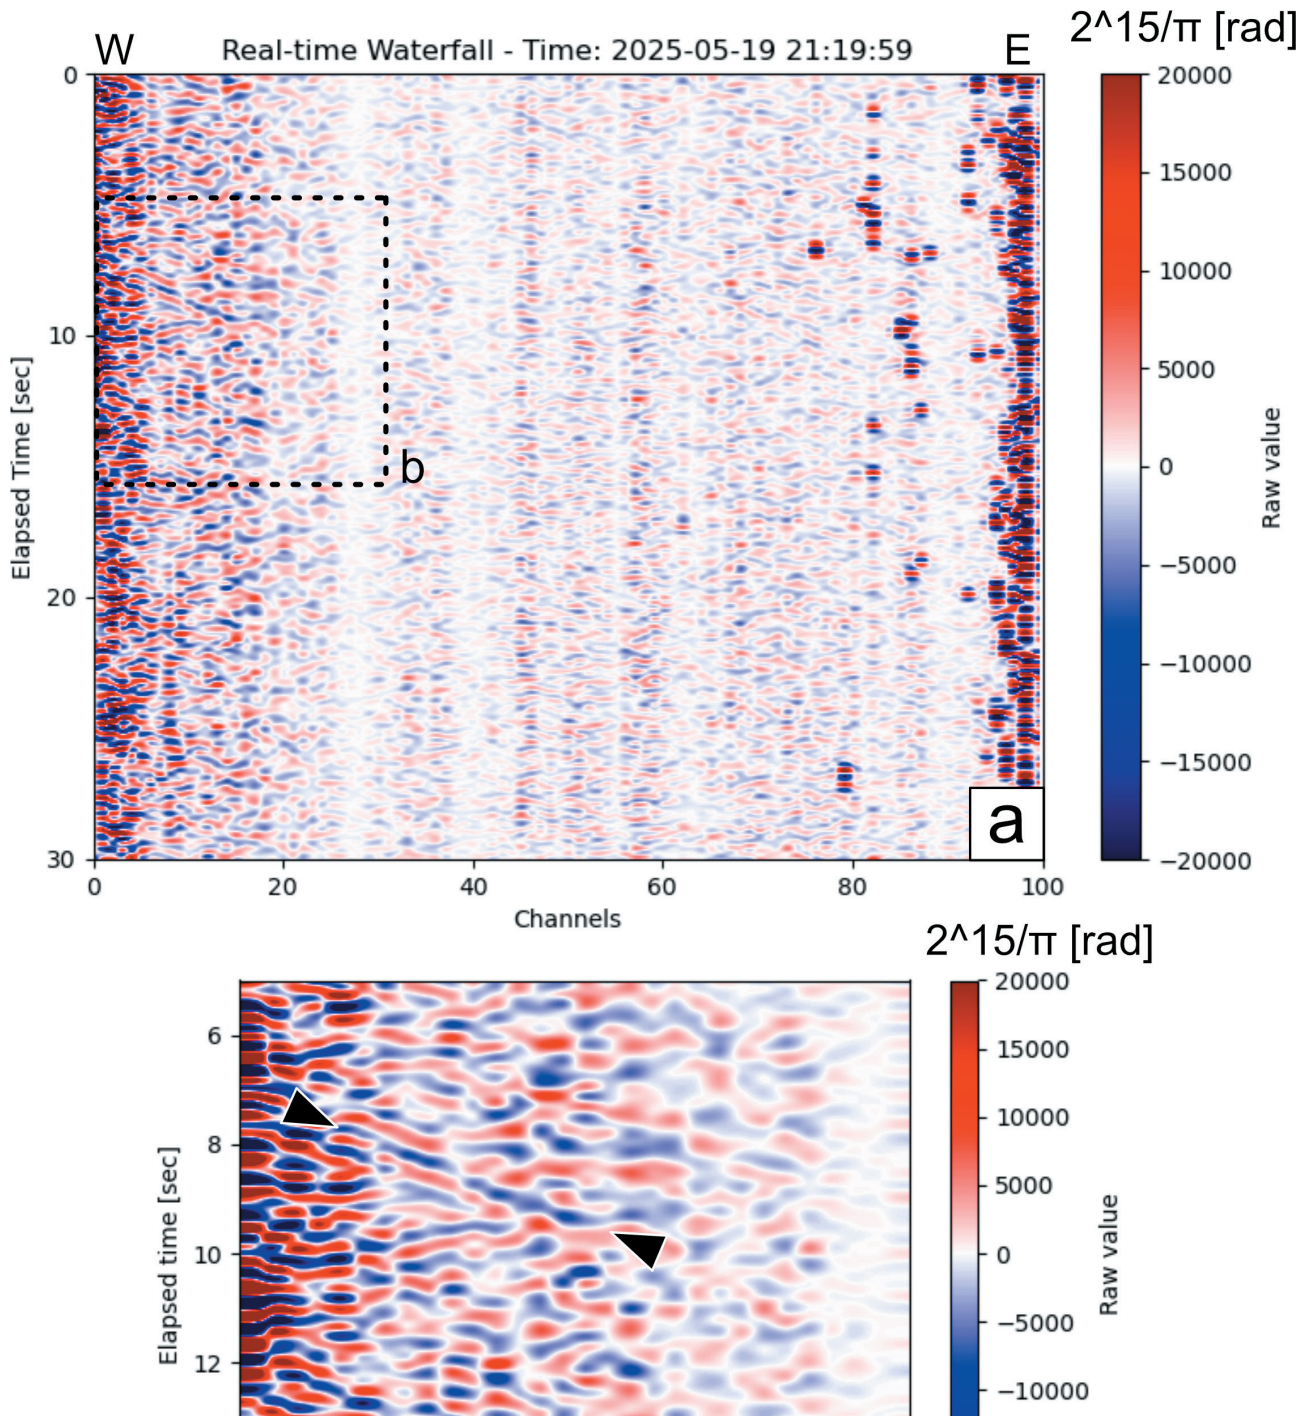 2^15/π [rad]
W
Real-time Waterfall - Time: 2025-05-19 21:19:59
E
0
10
20
30
Elapsed Time [sec]
b
a
0
20
40
60
80
100
Channels
20000
15000
10000
5000
0
−5000
−10000
−15000
−20000
Raw value
2^15/π [rad]
6
8
10
12
Elapsed time [sec]
20000
15000
10000
5000
0
−5000
−10000
Raw value